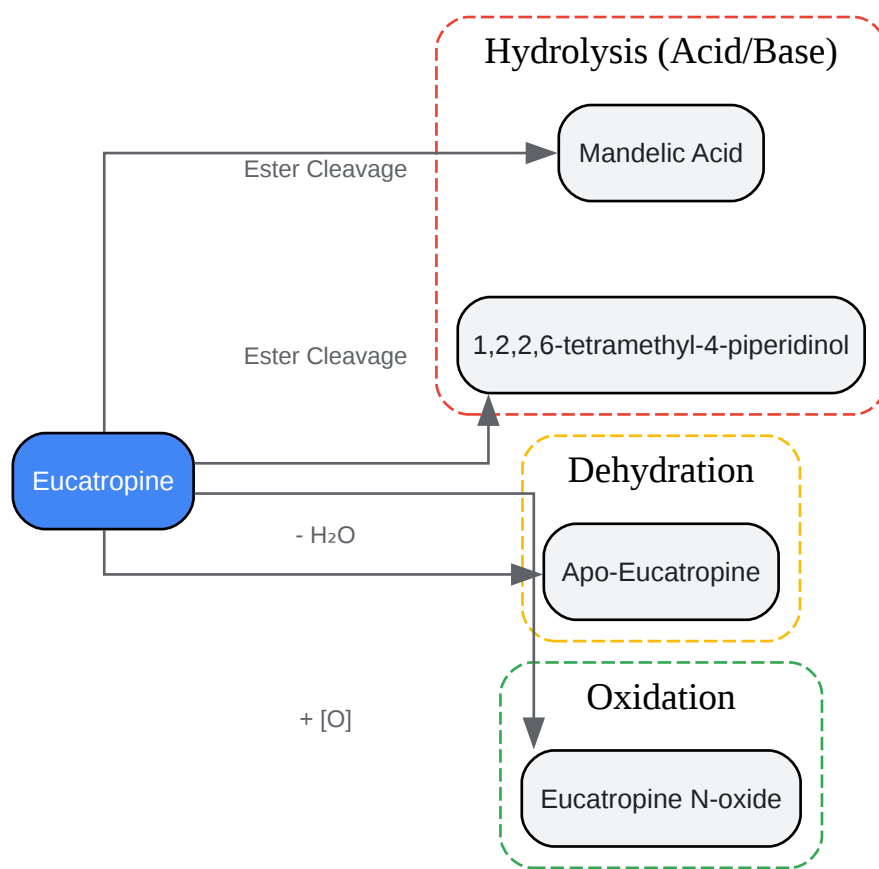 Hydrolysis (Acid/Base)
Mandelic Acid
Ester Cleavage
1,2,2,6-tetramethyl-4-piperidinol
Ester Cleavage
Eucatropine
Dehydration
- H₂O
Apo-Eucatropine
Oxidation
+ [O]
Eucatropine N-oxide